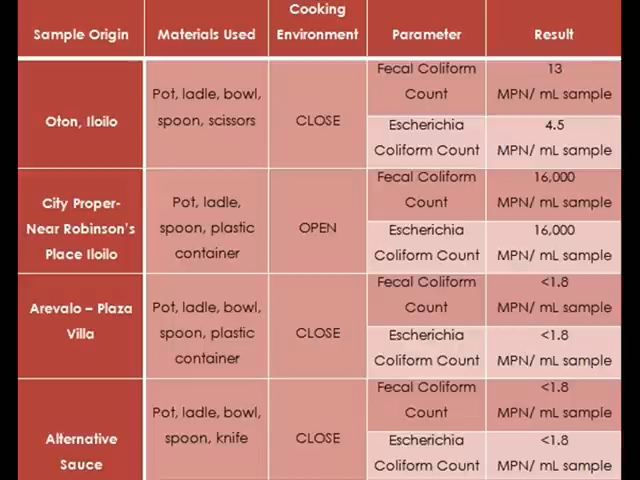 Sample Origin
Materials Used
Cooking
Environment
Parameter
Result
Oton, Iloilo
Pot, ladle, bowl,
spoon, scissors
CLOSE
Fecal Coliform
Count
13
MPN/ mL sample
Escherichia
Coliform Count
4.5
MPN/ mL sample
City Proper-
Near Robinson's
Place Iloilo
Pot, ladle,
spoon, plastic
container
OPEN
Fecal Coliform
Count
16,000
MPN/ mL sample
Escherichia
Coliform Count
16,000
MPN/ mL sample
Arevalo – Plaza
Villa
Pot, ladle, bowl,
spoon, plastic
container
CLOSE
Fecal Coliform
Count
<1.8
MPN/ mL sample
Escherichia
Coliform Count
<1.8
MPN/ mL sample
Alternative
Sauce
Pot, ladle, bowl,
spoon, knife
CLOSE
Fecal Coliform
Count
<1.8
MPN/ mL sample
Escherichia
Coliform Count
<1.8
MPN/ mL sample